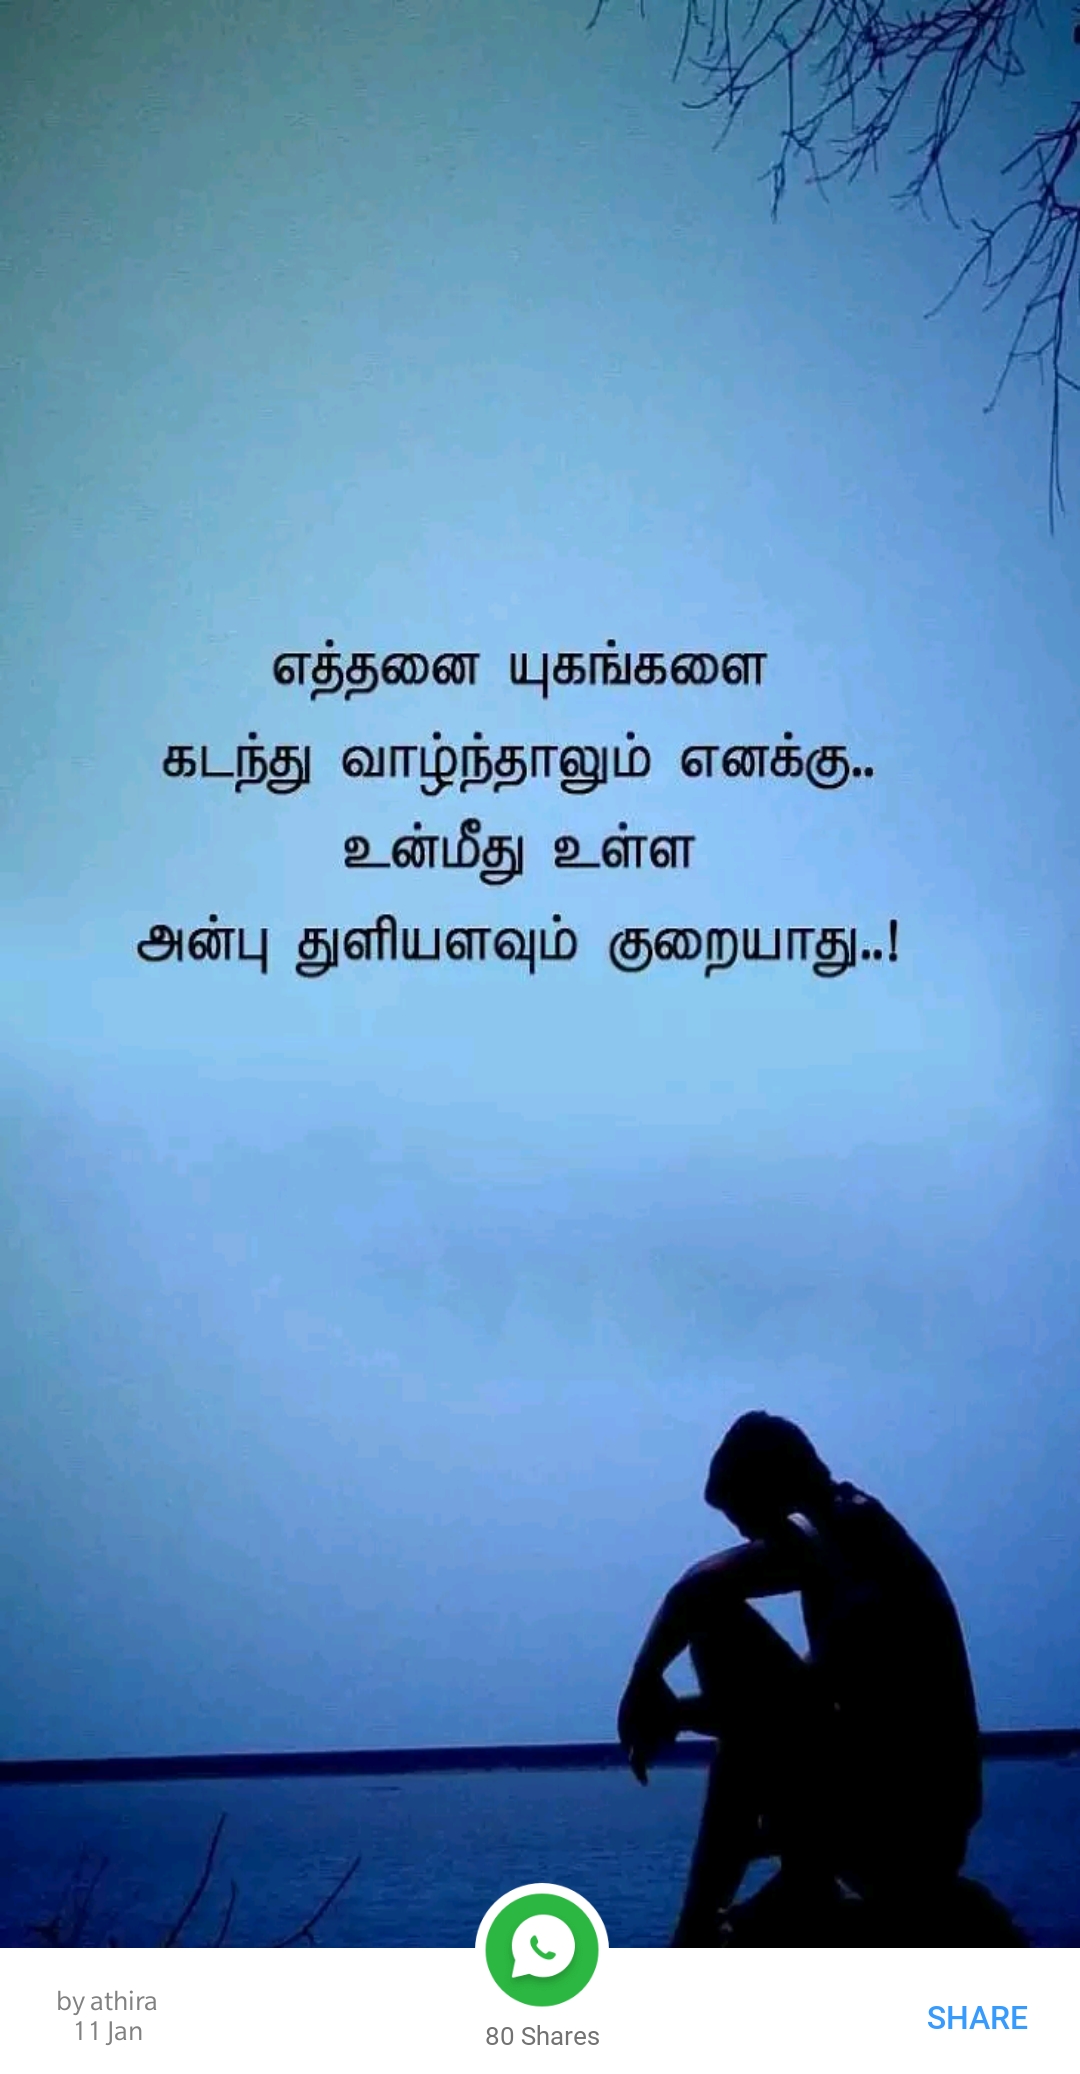 எத்தனை யுகங்களை
கடந்து வாழ்ந்தாலும் எனக்கு..
உன்மீது உள்ள
அன்பு துளியளவும் குறையாது..!
by athira
11 Jan
80 Shares
SHARE